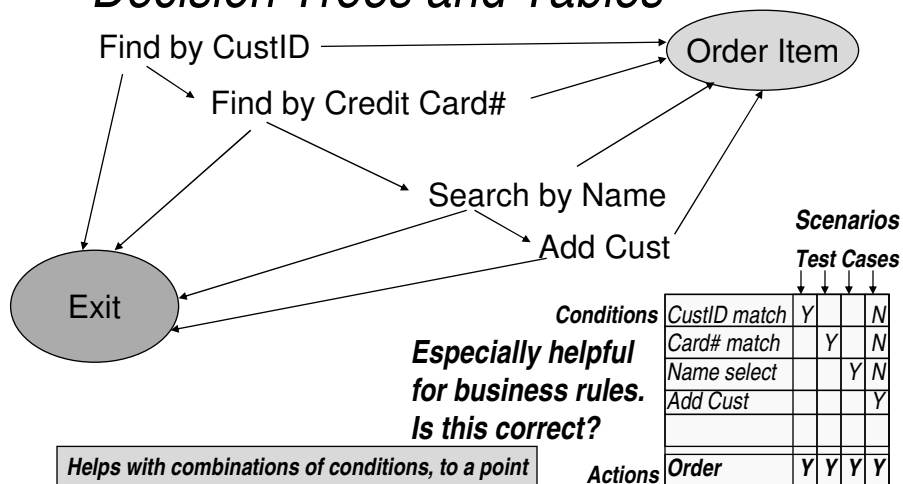 Decision Trees and Tables
Find by CustID
Order Item
Find by Credit Card#
Search by Name
Add Cust
Exit
Scenarios
Test Cases
Conditions CustID match Y N
Card# match Y N
Name select Y N
Add Cust Y
Especially helpful
for business rules.
Is this correct?
Helps with combinations of conditions, to a point
Actions Order Y Y Y Y